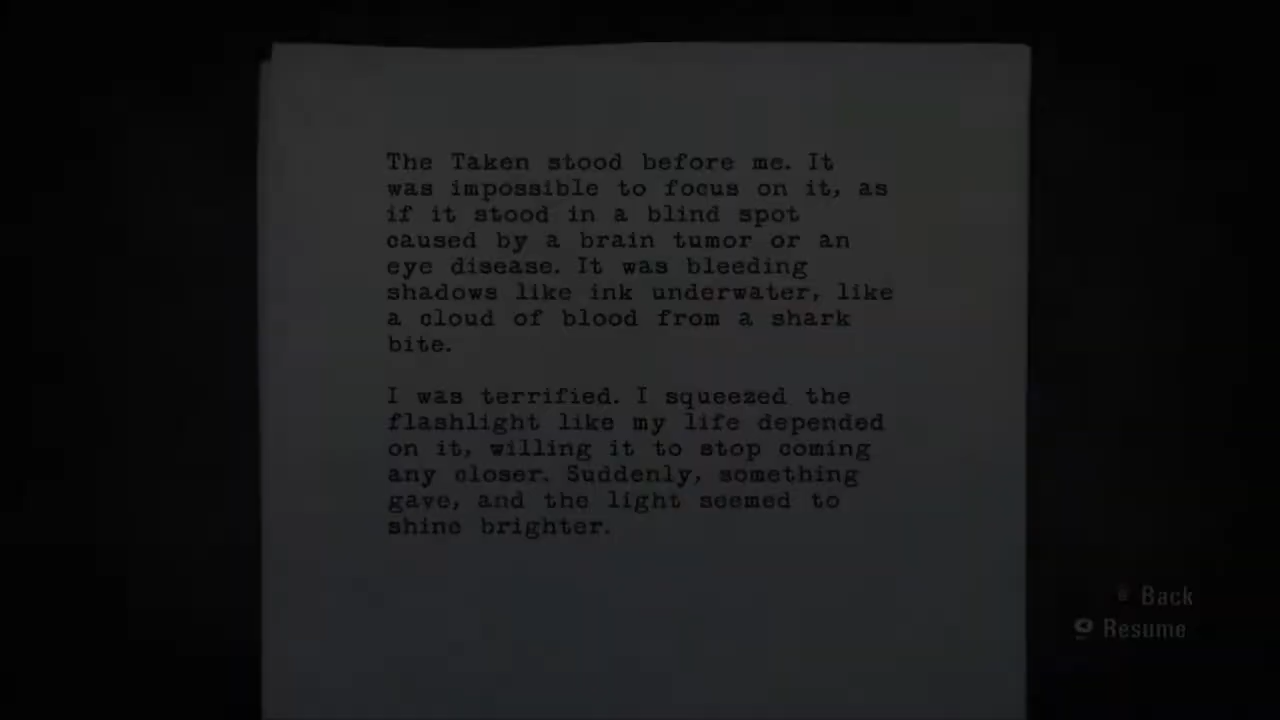 The Taken stood before me. It
was impossible to focus on it, as
if it stood in a blind spot
caused by a brain tumor or an
eye disease. It was bleeding
shadows like ink underwater, like
a cloud of blood from a shark
bite.
I was terrified. I squeezed the
flashlight like my life depended
on it, willing it to stop coming
any closer. Suddenly, something
gave, and the light seemed to
shine brighter.
Back
Resume